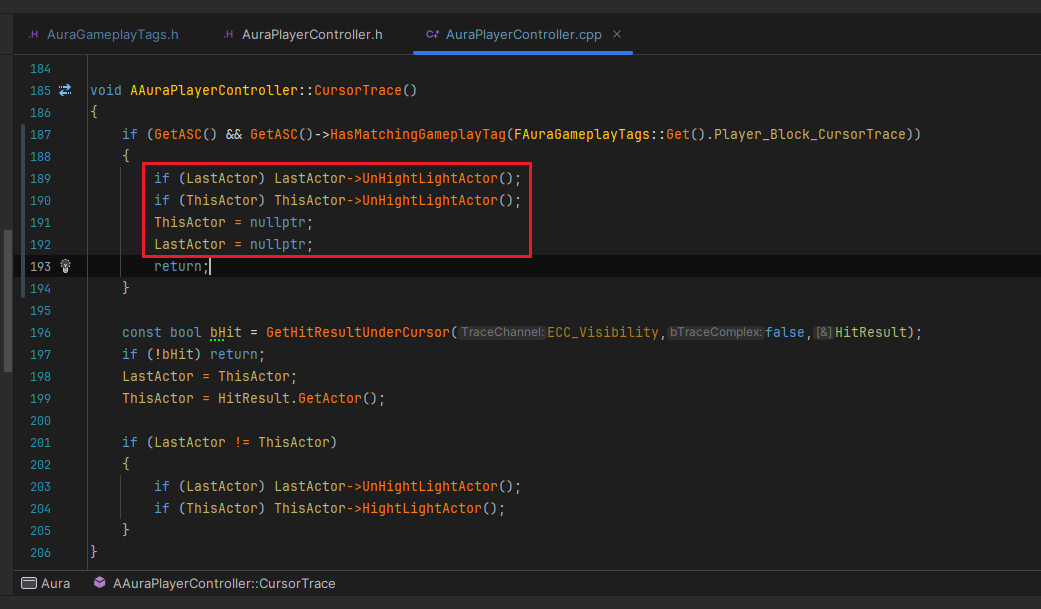 .H AuraGameplayTags.h .H AuraPlayerController.h C+ AuraPlayerController.cpp ×
184
185 void AAuraPlayerController::CursorTrace()
186 {
187 if (GetASC() && GetASC()->HasMatchingGameplayTag(FAuraGameplayTags::Get().Player_Block_CursorTrace))
188 {
189 if (LastActor) LastActor->UnHightLightActor();
190 if (ThisActor) ThisActor->UnHightLightActor();
191 ThisActor = nullptr;
192 LastActor = nullptr;
193 return;
194 }
195
196 const bool bHit = GetHitResultUnderCursor(TraceChannel:ECC_Visibility,bTraceComplex:false,[&]HitResult);
197 if (!bHit) return;
198 LastActor = ThisActor;
199 ThisActor = HitResult.GetActor();
200
201 if (LastActor != ThisActor)
202 {
203 if (LastActor) LastActor->UnHightLightActor();
204 if (ThisActor) ThisActor->HightLightActor();
205 }
206 }
Aura AAuraPlayerController::CursorTrace